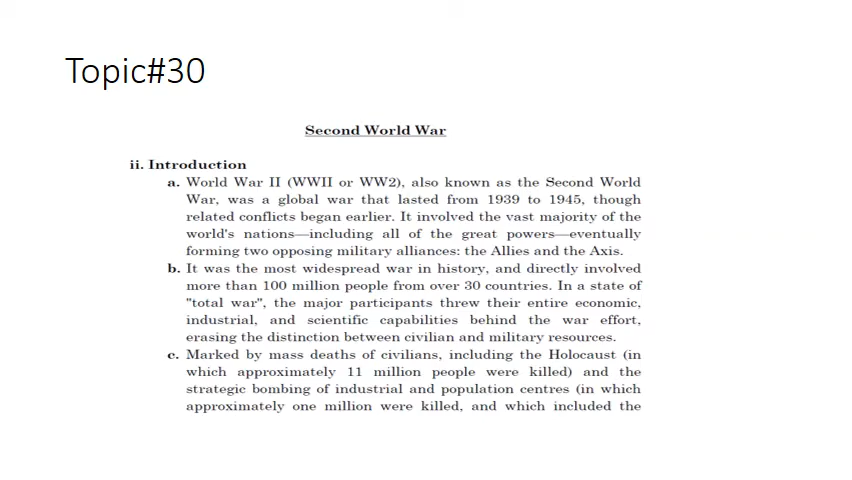 Topic#30
Second World War
ii. Introduction
a. World War II (WWII or WW2), also known as the Second World
War, was a global war that lasted from 1939 to 1945, though
related conflicts began earlier. It involved the vast majority of the
world's nations—including all of the great powers—eventually
forming two opposing military alliances: the Allies and the Axis.
b. It was the most widespread war in history, and directly involved
more than 100 million people from over 30 countries. In a state of
"total war", the major participants threw their entire economic,
industrial, and scientific capabilities behind the war effort,
erasing the distinction between civilian and military resources.
c. Marked by mass deaths of civilians, including the Holocaust (in
which approximately 11 million people were killed) and the
strategic bombing of industrial and population centres (in which
approximately one million were killed, and which included the